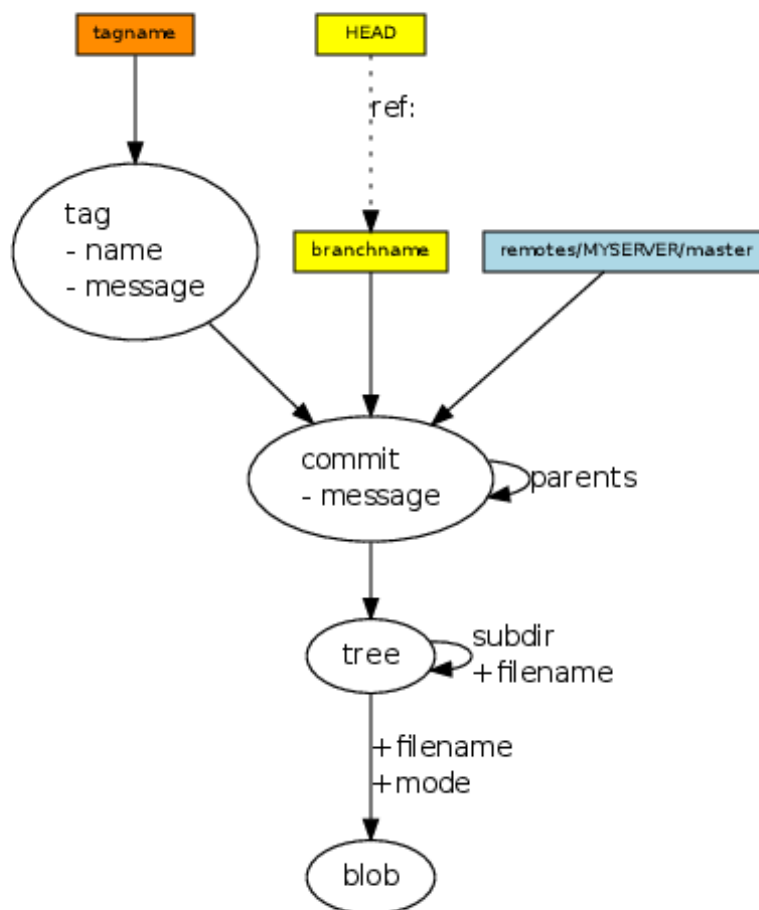 tagname
HEAD
ref:
tag
- name
- message
branchname
remotes/MYSERVER/master
commit
- message
parents
tree
subdir
+filename
+filename
+mode
blob